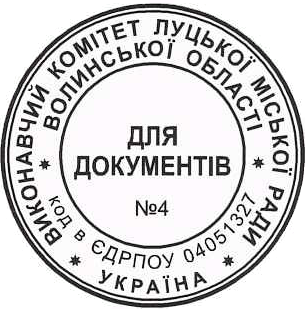 ВИКОНАВЧИЙ КОМІТЕТ ЛУЦЬКОЇ МІСЬКОЇ РАДИ
ВОЛИНСЬКОЇ ОБЛАСТІ
ДЛЯ
ДОКУМЕНТІВ
№4
код в ЄДРПОУ 04051327
* УКРАЇНА *